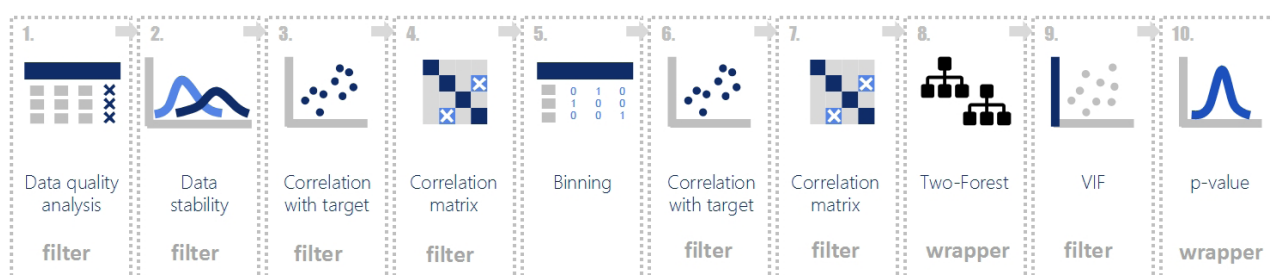 1.
Data quality
analysis
filter
2.
Data
stability
filter
3.
Correlation
with target
filter
4.
Correlation
matrix
filter
5.
0 1 0
1 0 0
0 0 1
Binning
6.
Correlation
with target
filter
7.
Correlation
matrix
filter
8.
Two-Forest
wrapper
9.
VIF
filter
10.
p-value
wrapper